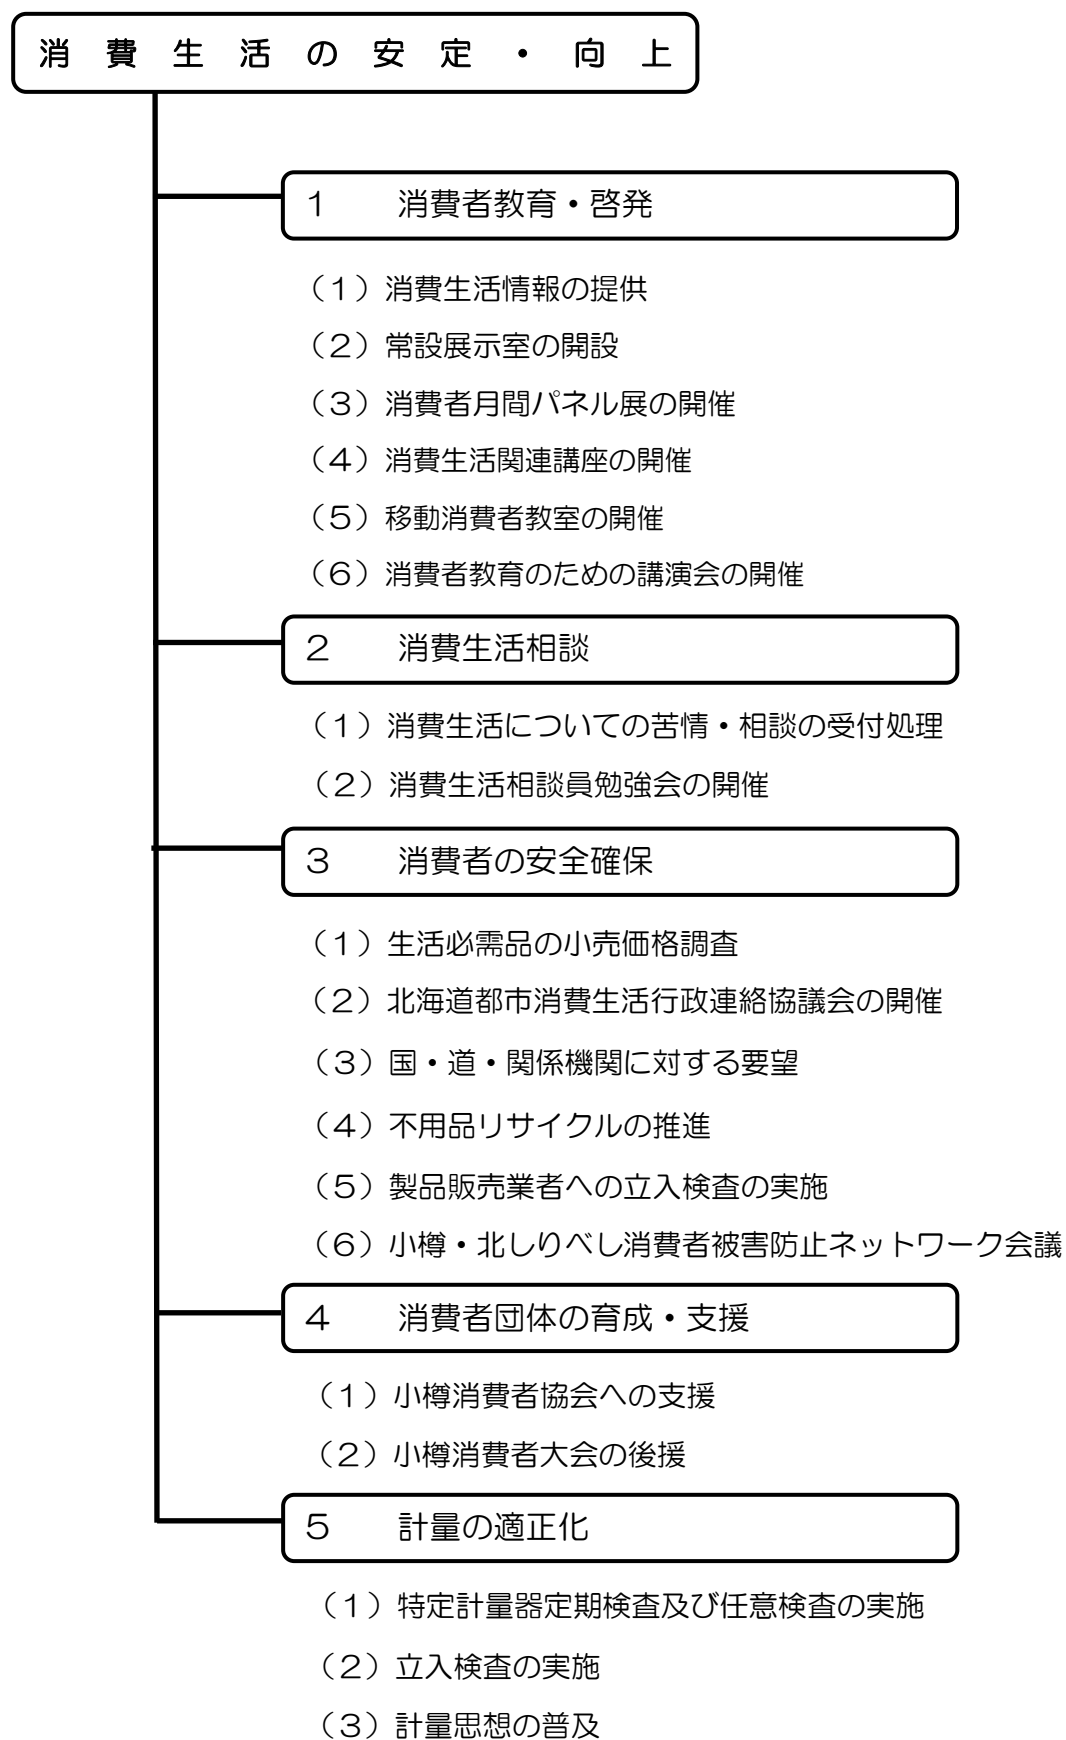 消費生活の安定・向上
1　消費者教育・啓発
（1）消費生活情報の提供
（2）常設展示室の開設
（3）消費者月間パネル展の開催
（4）消費生活関連講座の開催
（5）移動消費者教室の開催
（6）消費者教育のための講演会の開催
2　消費生活相談
（1）消費生活についての苦情・相談の受付処理
（2）消費生活相談員勉強会の開催
3　消費者の安全確保
（1）生活必需品の小売価格調査
（2）北海道都市消費生活行政連絡協議会の開催
（3）国・道・関係機関に対する要望
（4）不用品リサイクルの推進
（5）製品販売業者への立入検査の実施
（6）小樽・北しりべし消費者被害防止ネットワーク会議
4　消費者団体の育成・支援
（1）小樽消費者協会への支援
（2）小樽消費者大会の後援
5　計量の適正化
（1）特定計量器定期検査及び任意検査の実施
（2）立入検査の実施
（3）計量思想の普及